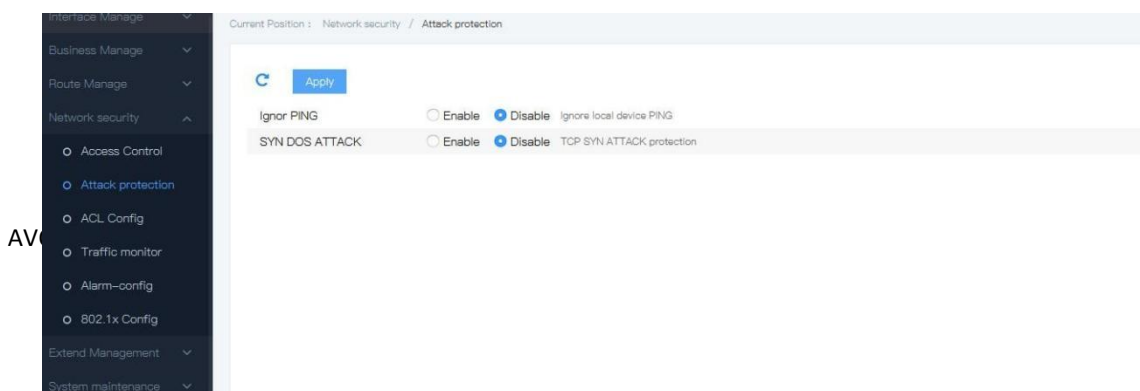 Interface Manage
Current Position : Network security / Attack protection
Business Manage
Route Manage
Apply
Network security
Ignor PING Enable Disable Ignore local device PING
SYN DOS ATTACK Enable Disable TCP SYN ATTACK protection
Access Control
Attack protection
ACL Config
Traffic monitor
Alarm-config
802.1x Config
Extend Management
System maintenance